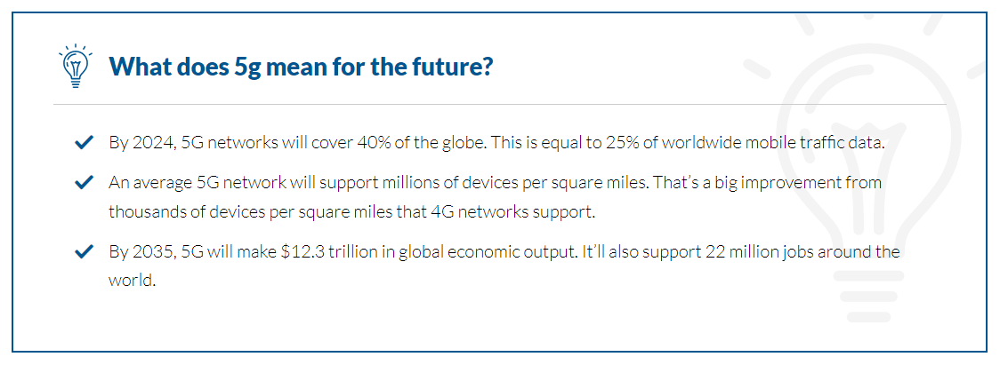 What does 5g mean for the future?
By 2024, 5G networks will cover 40% of the globe. This is equal to 25% of worldwide mobile traffic data.
An average 5G network will support millions of devices per square miles. That’s a big improvement from
thousands of devices per square miles that 4G networks support.
By 2035, 5G will make $12.3 trillion in global economic output. It’ll also support 22 million jobs around the
world.